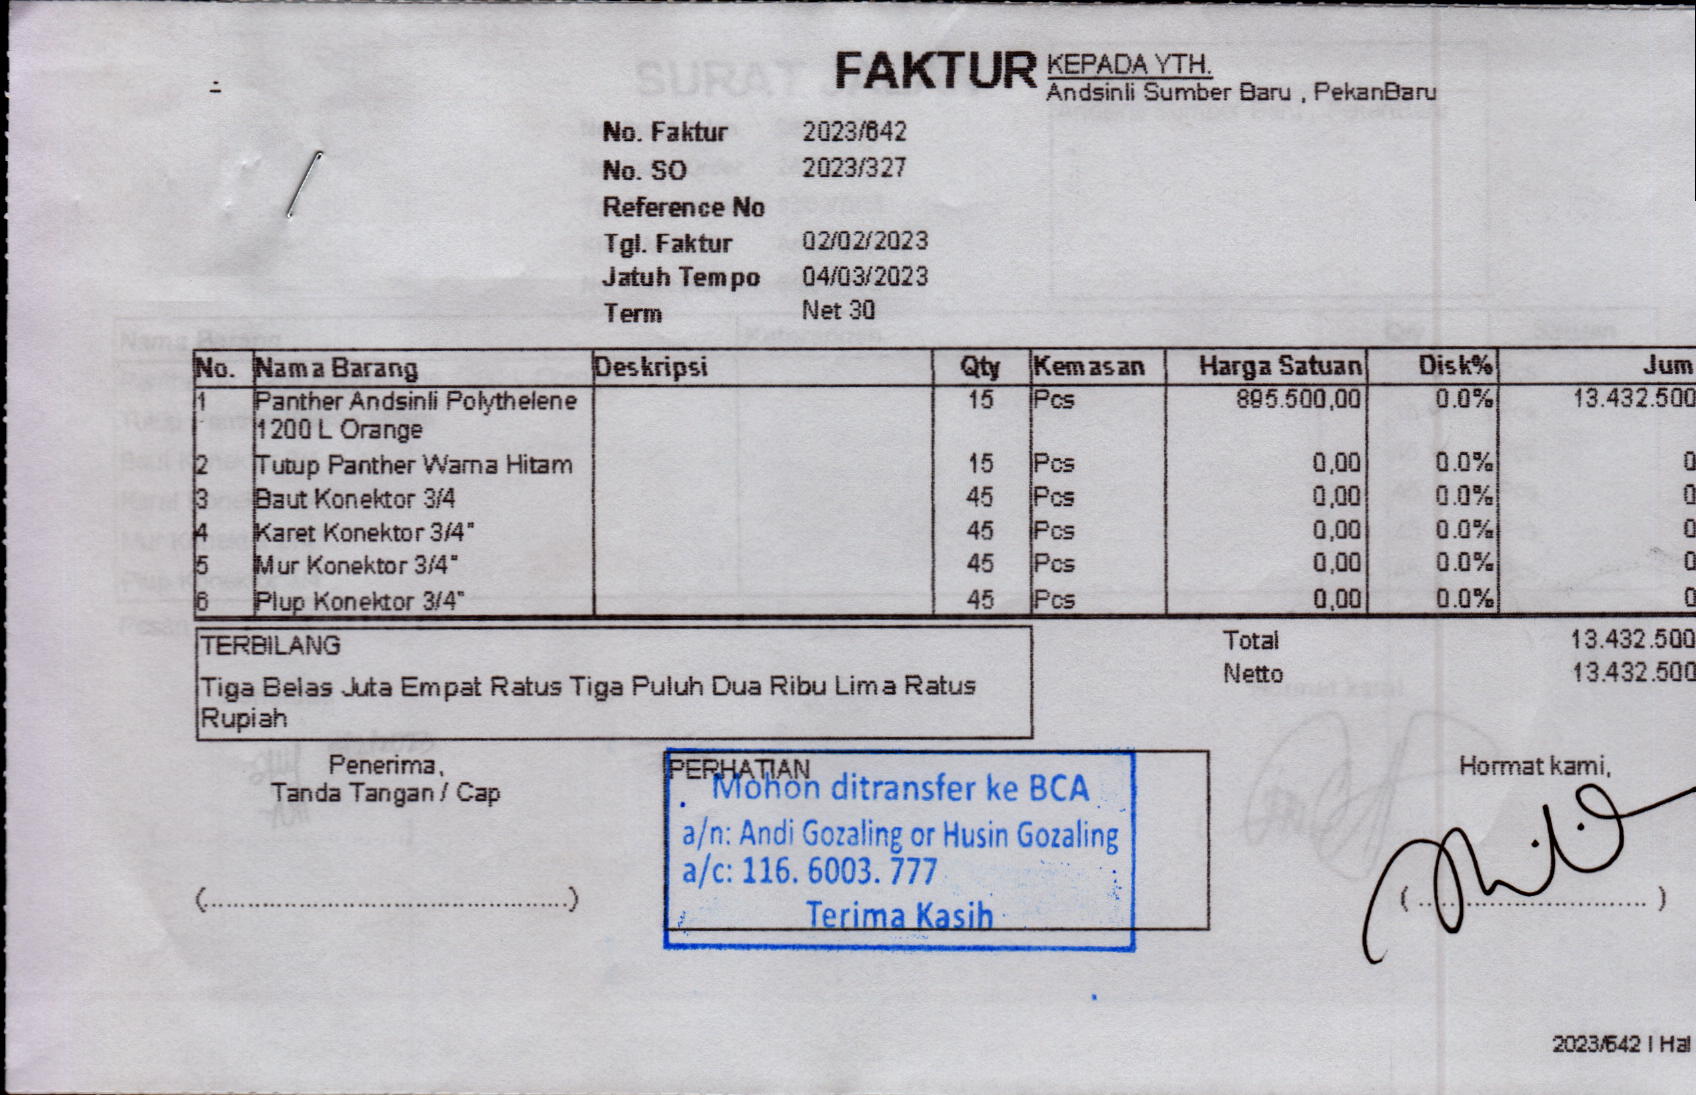 FAKTUR
KEPADA YTH.
Andsinli Sumber Baru , PekanBaru
No. Faktur 2023/642
No. SO 2023/327
Reference No
Tgl. Faktur 02/02/2023
Jatuh Tempo 04/03/2023
Term Net 30
No. Nama Barang Deskripsi Qty Kemasan Harga Satuan Disk% Jum
1 Panther Andsinli Polythelene 15 Pcs 895.500,00 0.0% 13.432.500
1200 L Orange
2 Tutup Panther Warna Hitam 15 Pcs 0,00 0.0% 0
3 Baut Konektor 3/4 45 Pcs 0,00 0.0% 0
4 Karet Konektor 3/4" 45 Pcs 0,00 0.0% 0
5 Mur Konektor 3/4" 45 Pcs 0,00 0.0% 0
6 Plup Konektor 3/4" 45 Pcs 0,00 0.0% 0
TERBILANG
Tiga Belas Juta Empat Ratus Tiga Puluh Dua Ribu Lima Ratus
Rupiah
Total 13.432.500
Netto 13.432.500
Penerima,
Tanda Tangan / Cap
(..............................................)
PERHATIAN
Mohon ditransfer ke BCA
a/n: Andi Gozaling or Husin Gozaling
a/c: 116. 6003. 777
Terima Kasih
Hormat kami,
(..............................)
2023/642 | Hal